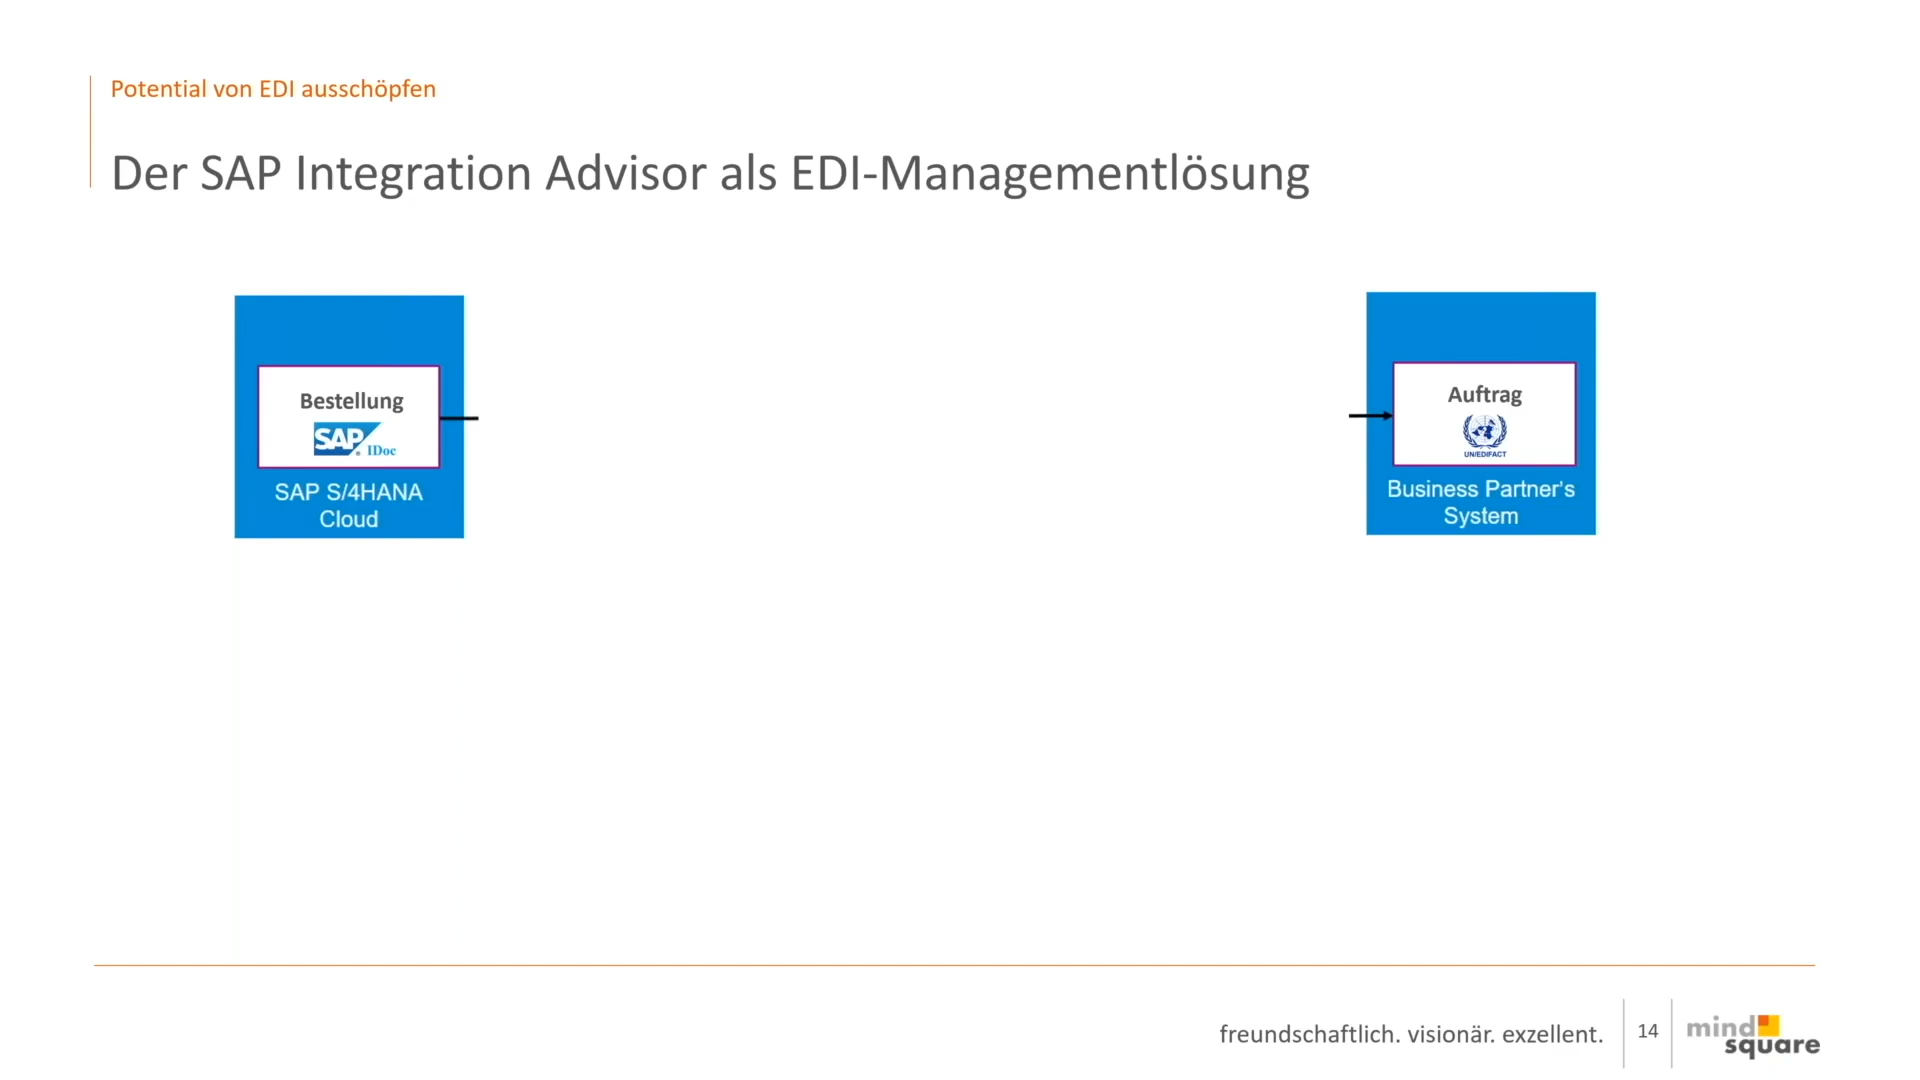 Potential von EDI ausschöpfen
Der SAP Integration Advisor als EDI-Managementlösung
Bestellung
SAP IDoc
SAP S/4HANA
Cloud
Auftrag
UN/EDIFACT
Business Partner's
System
freundschaftlich. visionär. exzellent.
14
mind
square